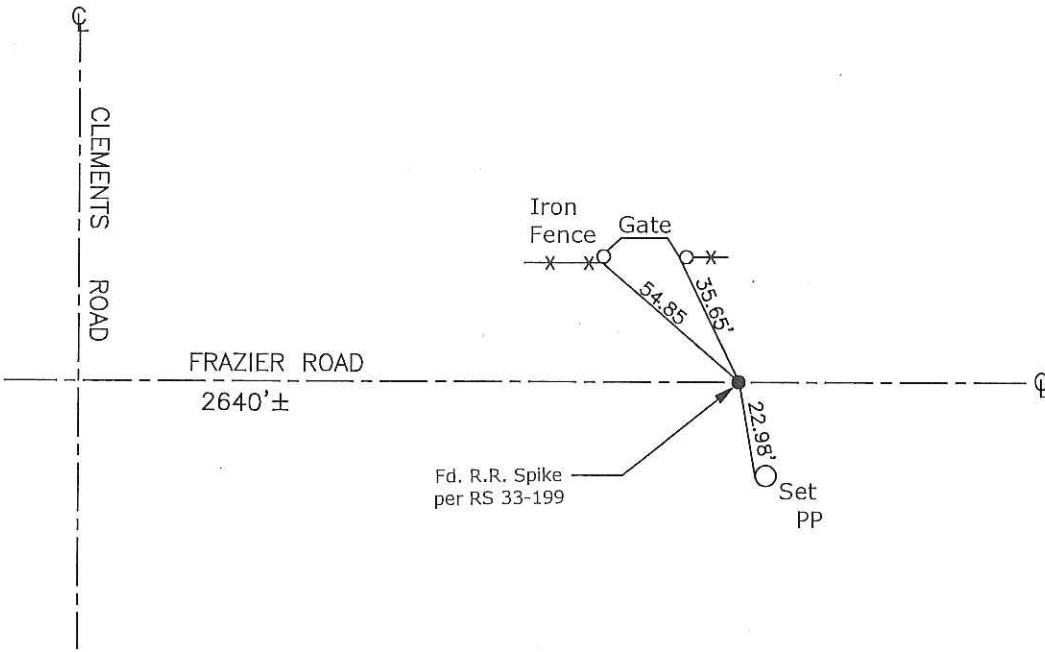 ℄
CLEMENTS ROAD
Iron
Fence
Gate
54.85
35.65'
FRAZIER ROAD
2640'±
℄
22.98'
Fd. R.R. Spike
per RS 33-199
Set
PP